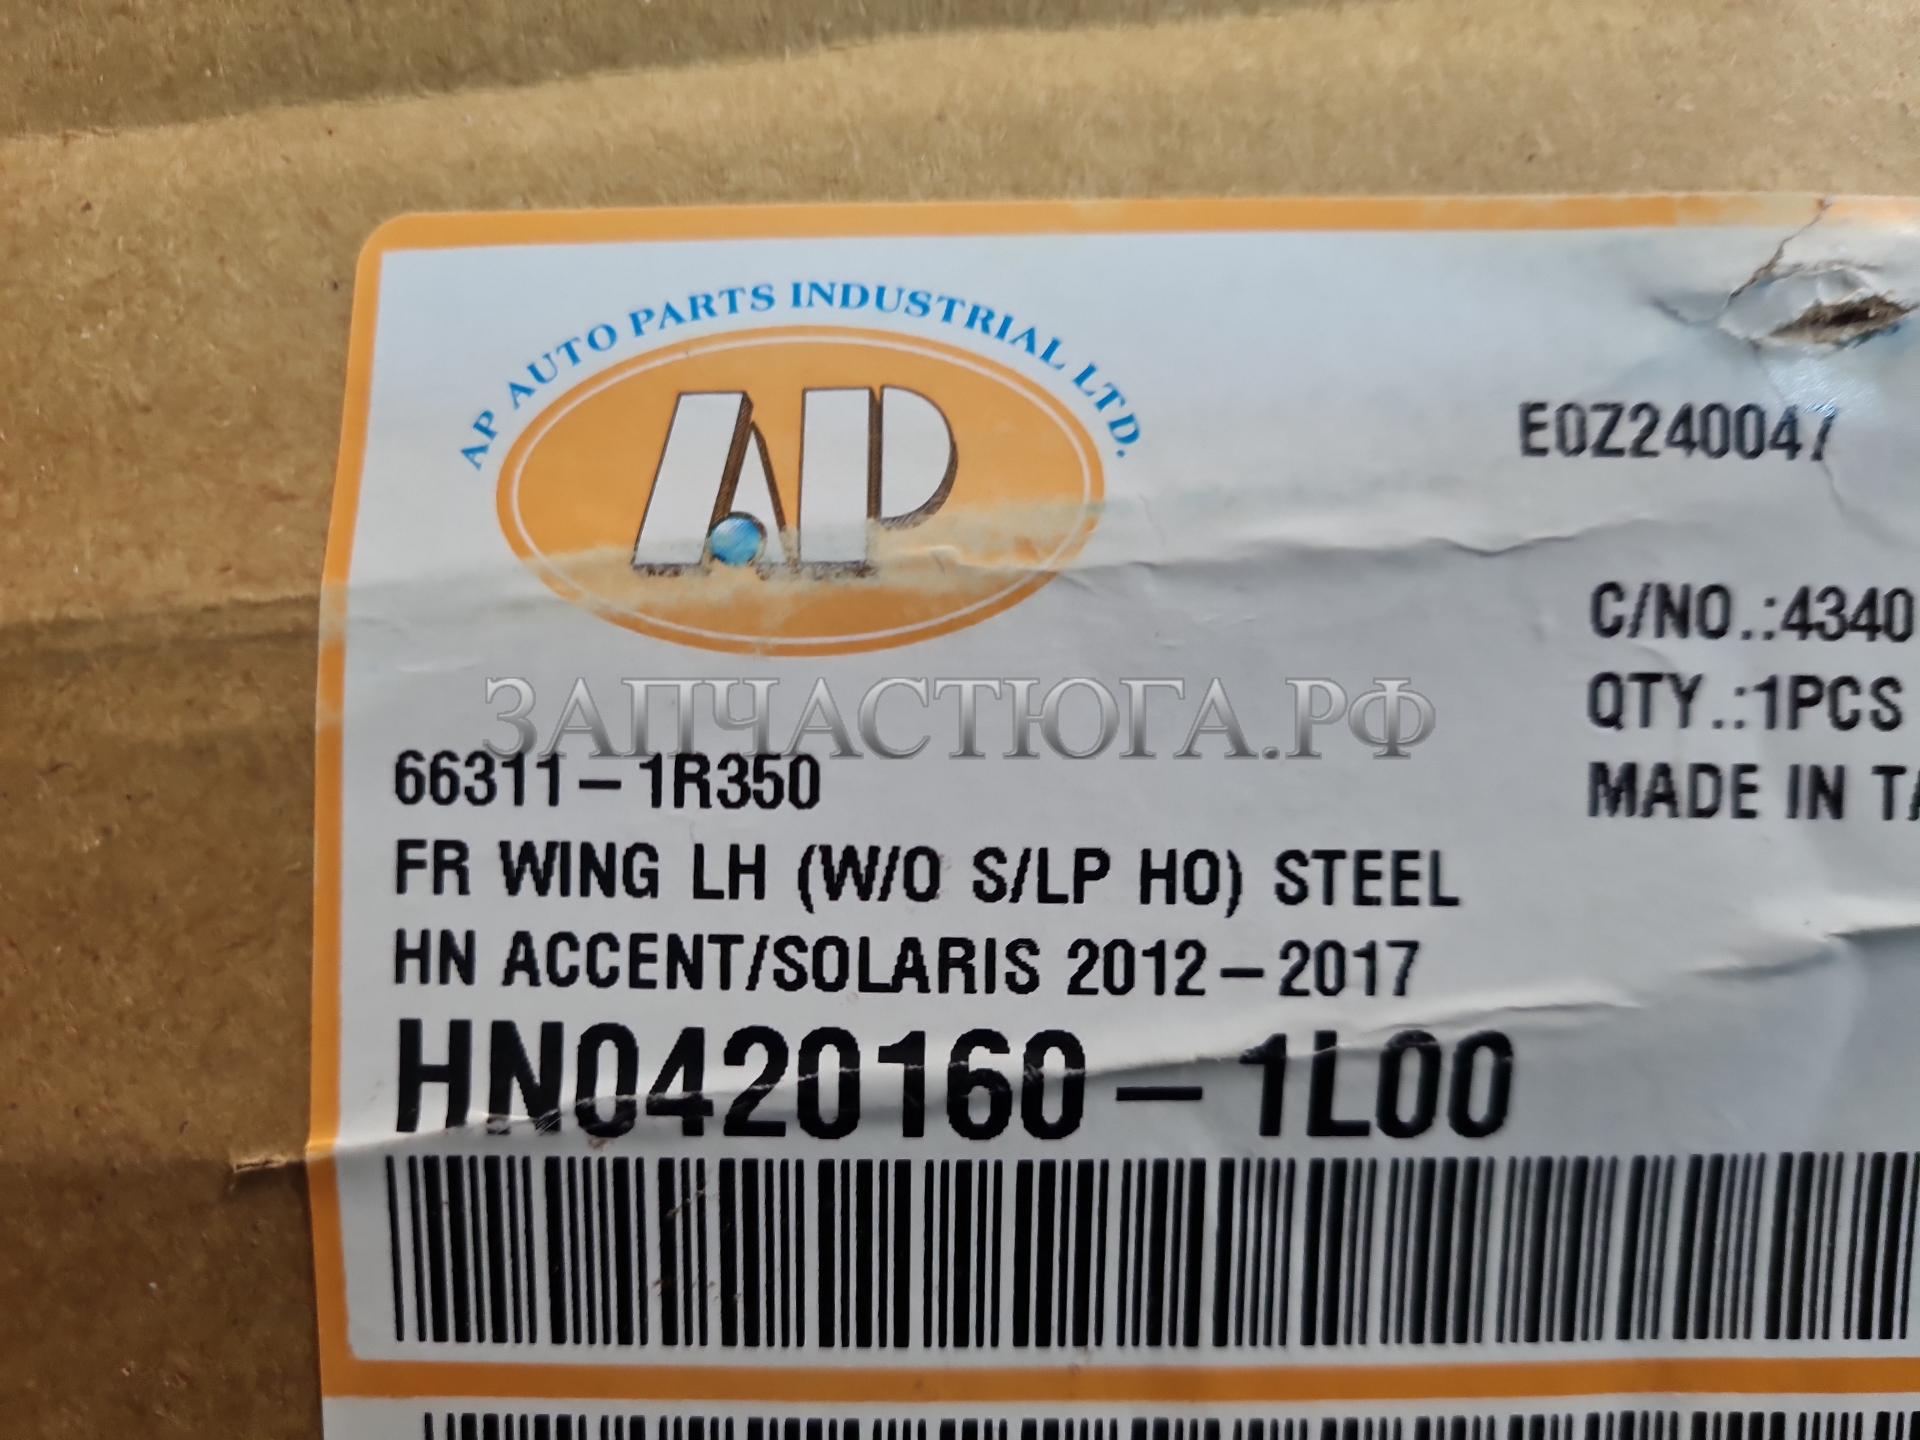 AP AUTO PARTS INDUSTRIAL LTD.
AP
E0Z240047
C/NO.:4340
QTY.:1PCS
MADE IN
ЗАПЧАСТЮГА.РФ
66311-1R350
FR WING LH (W/O S/LP HO) STEEL
HN ACCENT/SOLARIS 2012-2017
HN0420160-1L00